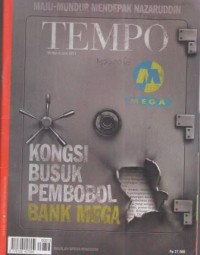 MAJU-MUNDUR MENDEPAK NAZARUDDIN
TEMPO
MEGA
KONGSI
BUSUK
PEMBOBOL
BANK MEGA